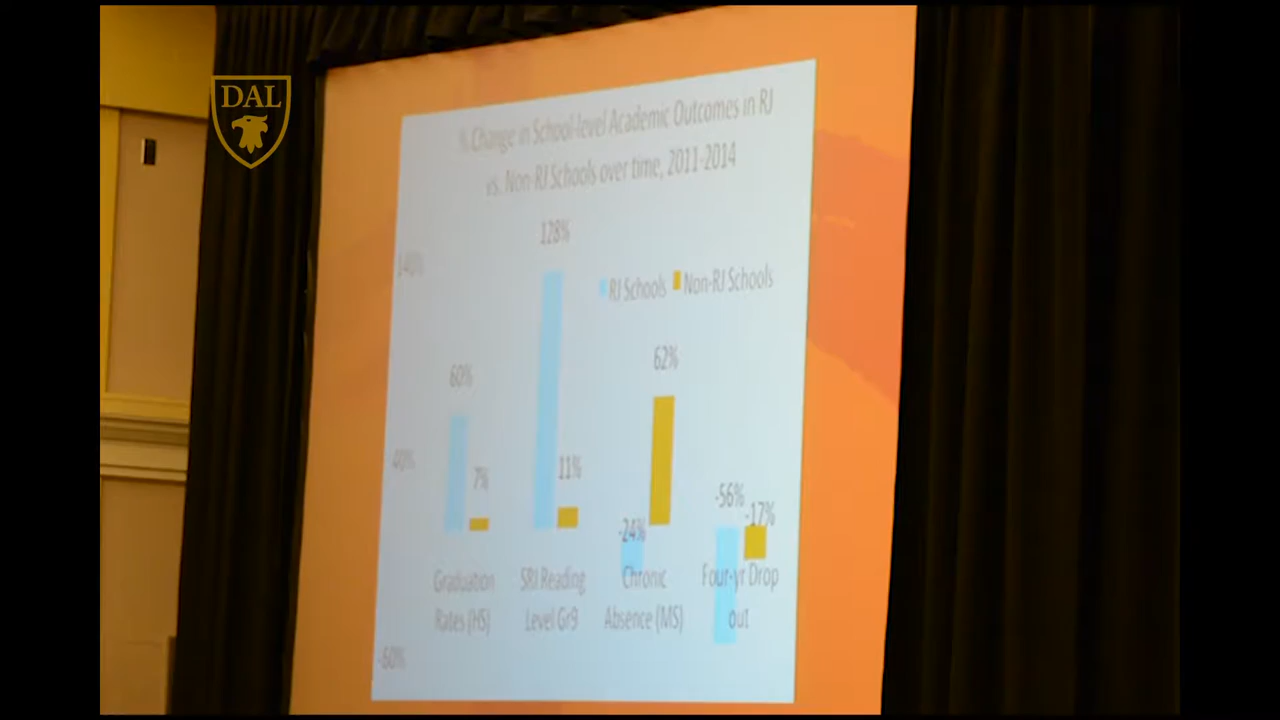 DAL
% Change in School-level Academic Outcomes in RJ
vs. Non-RJ Schools over time, 2011-2014
128%
140%
RJ Schools Non-RJ Schools
62%
60%
40%
7%
11%
-56%
-17%
-24%
Graduation SRI Reading Chronic Four-yr Drop
Rates (HS) Level Gr9 Absence (MS) out
-60%